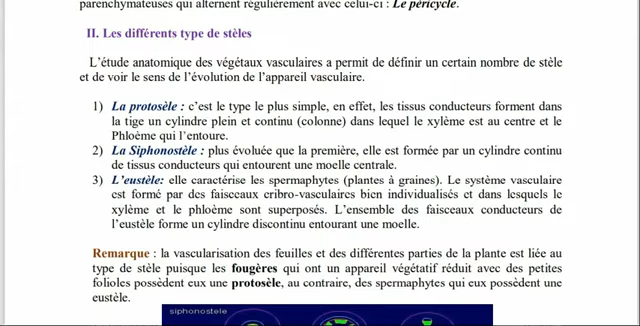 parenchymateuses qui alternent régulièrement avec celui-ci : Le péricycle.
II. Les différents type de stèles
L'étude anatomique des végétaux vasculaires a permit de définir un certain nombre de stèle
et de voir le sens de l'évolution de l'appareil vasculaire.
1) La protosèle : c'est le type le plus simple, en effet, les tissus conducteurs forment dans
la tige un cylindre plein et continu (colonne) dans lequel le xylème est au centre et le
Phloème qui l'entoure.
2) La Siphonostèle : plus évoluée que la première, elle est formée par un cylindre continu
de tissus conducteurs qui entourent une moelle centrale.
3) L'eustèle: elle caractérise les spermaphytes (plantes à graines). Le système vasculaire
est formé par des faisceaux cribro-vasculaires bien individualisés et dans lesquels le
xylème et le phloème sont superposés. L'ensemble des faisceaux conducteurs de
l'eustèle forme un cylindre discontinu entourant une moelle.
Remarque : la vascularisation des feuilles et des différentes parties de la plante est liée au
type de stèle puisque les fougères qui ont un appareil végétatif réduit avec des petites
folioles possèdent eux une protosèle, au contraire, des spermaphytes qui eux possèdent une
eustèle.
siphonostele